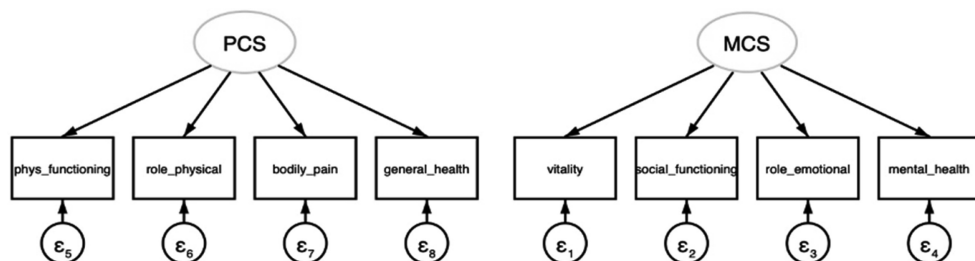 PCS MCS
phys_functioning role_physical bodily_pain general_health vitality social_functioning role_emotional mental_health
ε5 ε6 ε7 ε8 ε1 ε2 ε3 ε4